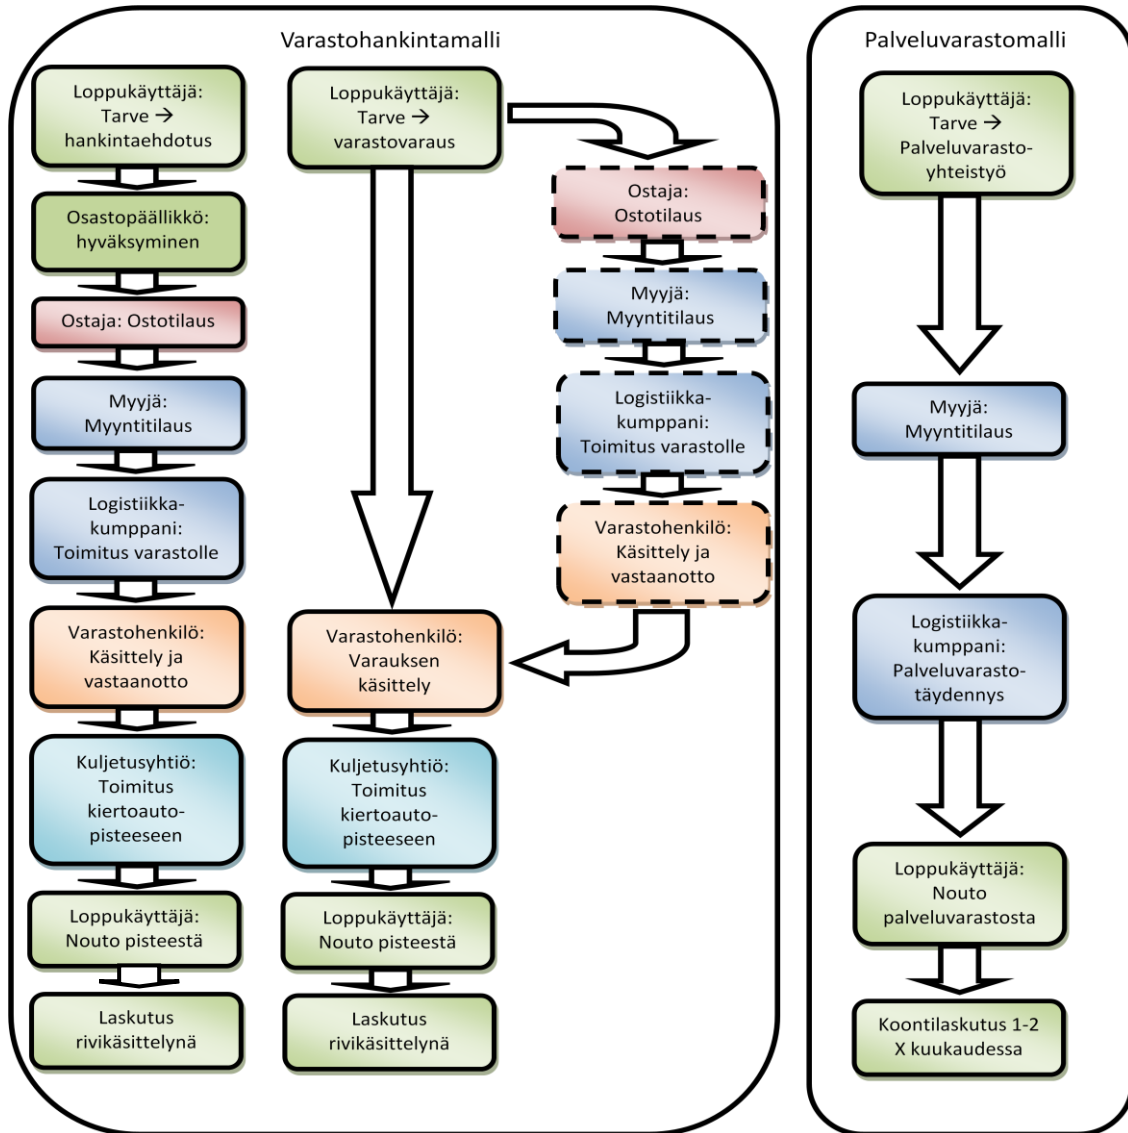 Varastohankintamalli
Loppukäyttäjä:
Tarve →
hankintaehdotus
Osastopäällikkö:
hyväksyminen
Ostaja: Ostotilaus
Myyjä:
Myyntitilaus
Logistiikka-
kumppani:
Toimitus varastolle
Varastohenkilö:
Käsittely ja
vastaanotto
Kuljetusyhtiö:
Toimitus
kiertoauto-
pisteeseen
Loppukäyttäjä:
Nouto pisteestä
Laskutus
rivikäsittelynä
Loppukäyttäjä:
Tarve →
varastovaraus
Ostaja:
Ostotilaus
Myyjä:
Myyntitilaus
Logistiikka-
kumppani:
Toimitus varastolle
Varastohenkilö:
Käsittely ja
vastaanotto
Varastohenkilö:
Varauksen
käsittely
Kuljetusyhtiö:
Toimitus
kiertoauto-
pisteeseen
Loppukäyttäjä:
Nouto pisteestä
Laskutus
rivikäsittelynä
Palveluvarastomalli
Loppukäyttäjä:
Tarve →
Palveluvarasto-
yhteistyö
Myyjä:
Myyntitilaus
Logistiikka-
kumppani:
Palveluvarasto-
täydennys
Loppukäyttäjä:
Nouto
palveluvarastosta
Koontilaskutus 1-2
X kuukaudessa